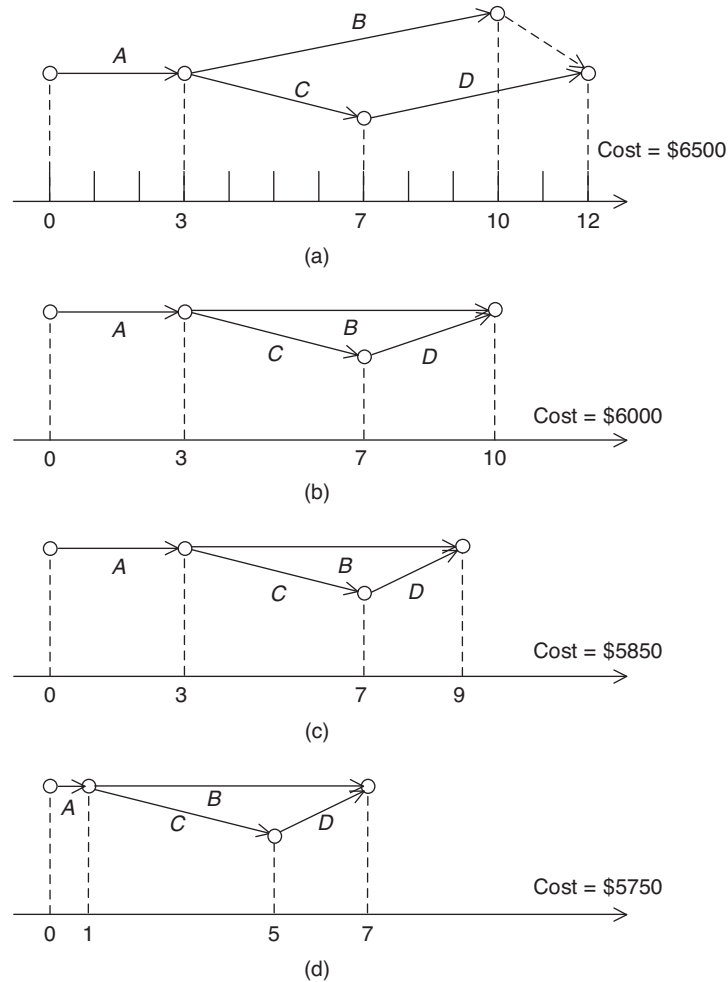 A
B
C
D
Cost = $6500
0 3 7 10 12
(a)
A
B
C
D
Cost = $6000
0 3 7 10
(b)
A
B
C
D
Cost = $5850
0 3 7 9
(c)
A
B
C
D
Cost = $5750
0 1 5 7
(d)